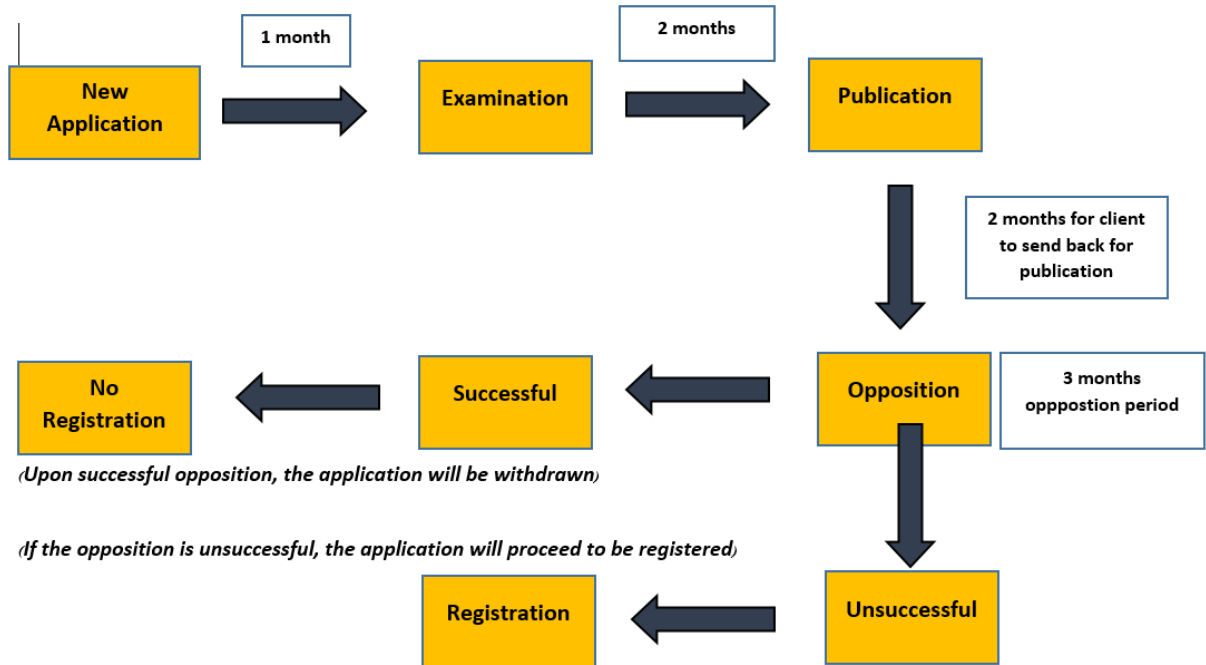 1 month
2 months
New
Application
Examination
Publication
2 months for client
to send back for
publication
No
Registration
Successful
Opposition
3 months
oppostion period
(Upon successful opposition, the application will be withdrawn)
(If the opposition is unsuccessful, the application will proceed to be registered)
Registration
Unsuccessful